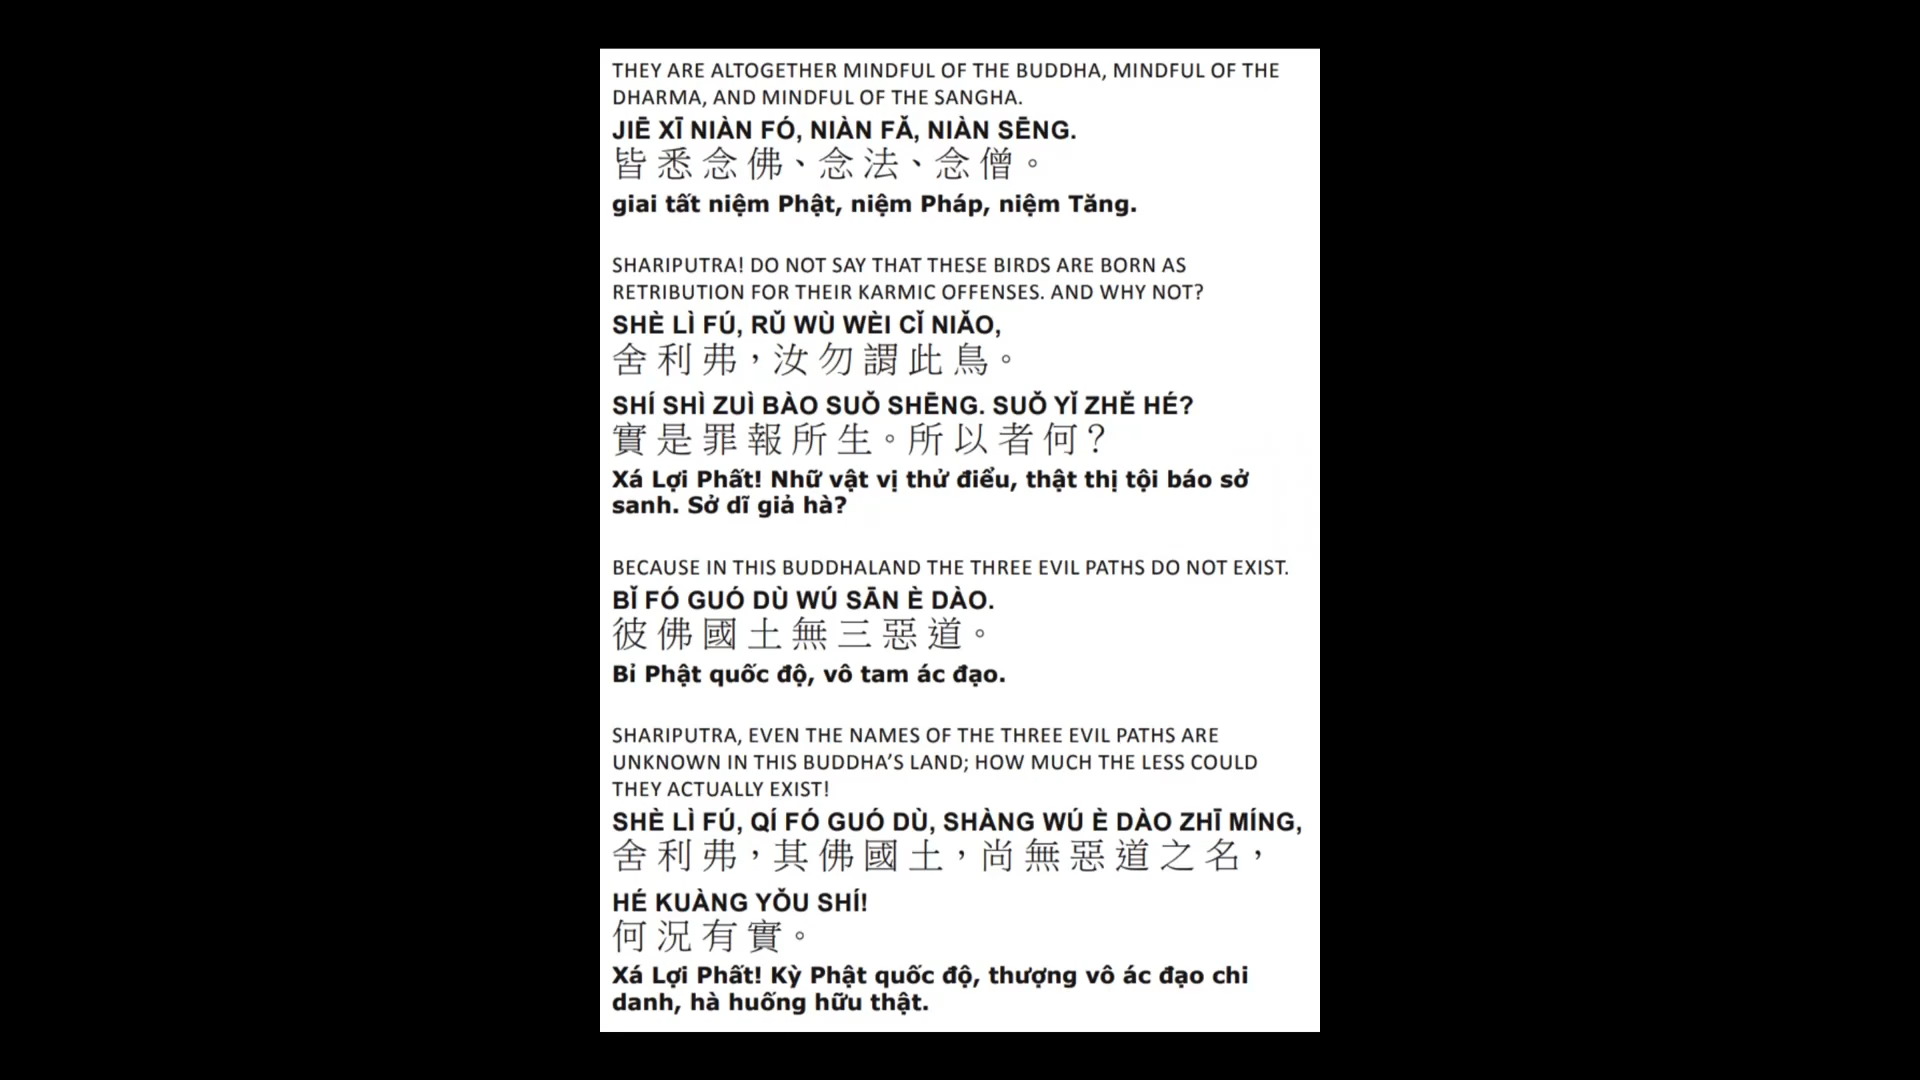 THEY ARE ALTOGETHER MINDFUL OF THE BUDDHA, MINDFUL OF THE
DHARMA, AND MINDFUL OF THE SANGHA.
JIĒ XĪ NIÀN FÓ, NIÀN FǍ, NIÀN SĒNG.
皆悉念佛、念法、念僧。
giai tất niệm Phật, niệm Pháp, niệm Tăng.
SHARIPUTRA! DO NOT SAY THAT THESE BIRDS ARE BORN AS
RETRIBUTION FOR THEIR KARMIC OFFENSES. AND WHY NOT?
SHÈ LÌ FÚ, RǓ WÙ WÈI CǏ NIǍO,
舍利弗，汝勿謂此鳥。
SHÍ SHÌ ZUÌ BÀO SUǑ SHĒNG. SUǑ YǏ ZHĚ HÉ?
實是罪報所生。所以者何？
Xá Lợi Phất! Nhữ vật vị thử điểu, thật thị tội báo sở
sanh. Sở dĩ giả hà?
BECAUSE IN THIS BUDDHALAND THE THREE EVIL PATHS DO NOT EXIST.
BǏ FÓ GUÓ DÙ WÚ SĀN È DÀO.
彼佛國土無三惡道。
Bỉ Phật quốc độ, vô tam ác đạo.
SHARIPUTRA, EVEN THE NAMES OF THE THREE EVIL PATHS ARE
UNKNOWN IN THIS BUDDHA’S LAND; HOW MUCH THE LESS COULD
THEY ACTUALLY EXIST!
SHÈ LÌ FÚ, QÍ FÓ GUÓ DÙ, SHÀNG WÚ È DÀO ZHĪ MÍNG,
舍利弗，其佛國土，尚無惡道之名，
HÉ KUÀNG YǑU SHÍ!
何況有實。
Xá Lợi Phất! Kỳ Phật quốc độ, thượng vô ác đạo chi
danh, hà huống hữu thật.